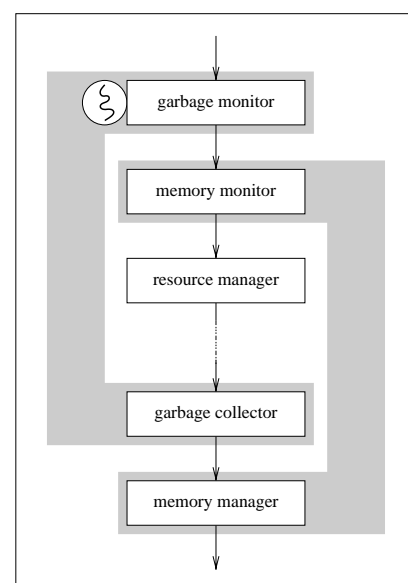 garbage monitor
memory monitor
resource manager
garbage collector
memory manager